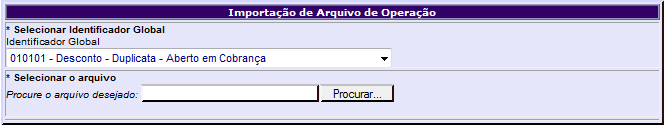 Importação de Arquivo de Operação
* Selecionar Identificador Global
Identificador Global
010101 - Desconto - Duplicata - Aberto em Cobrança
* Selecionar o arquivo
Procure o arquivo desejado: Procurar...